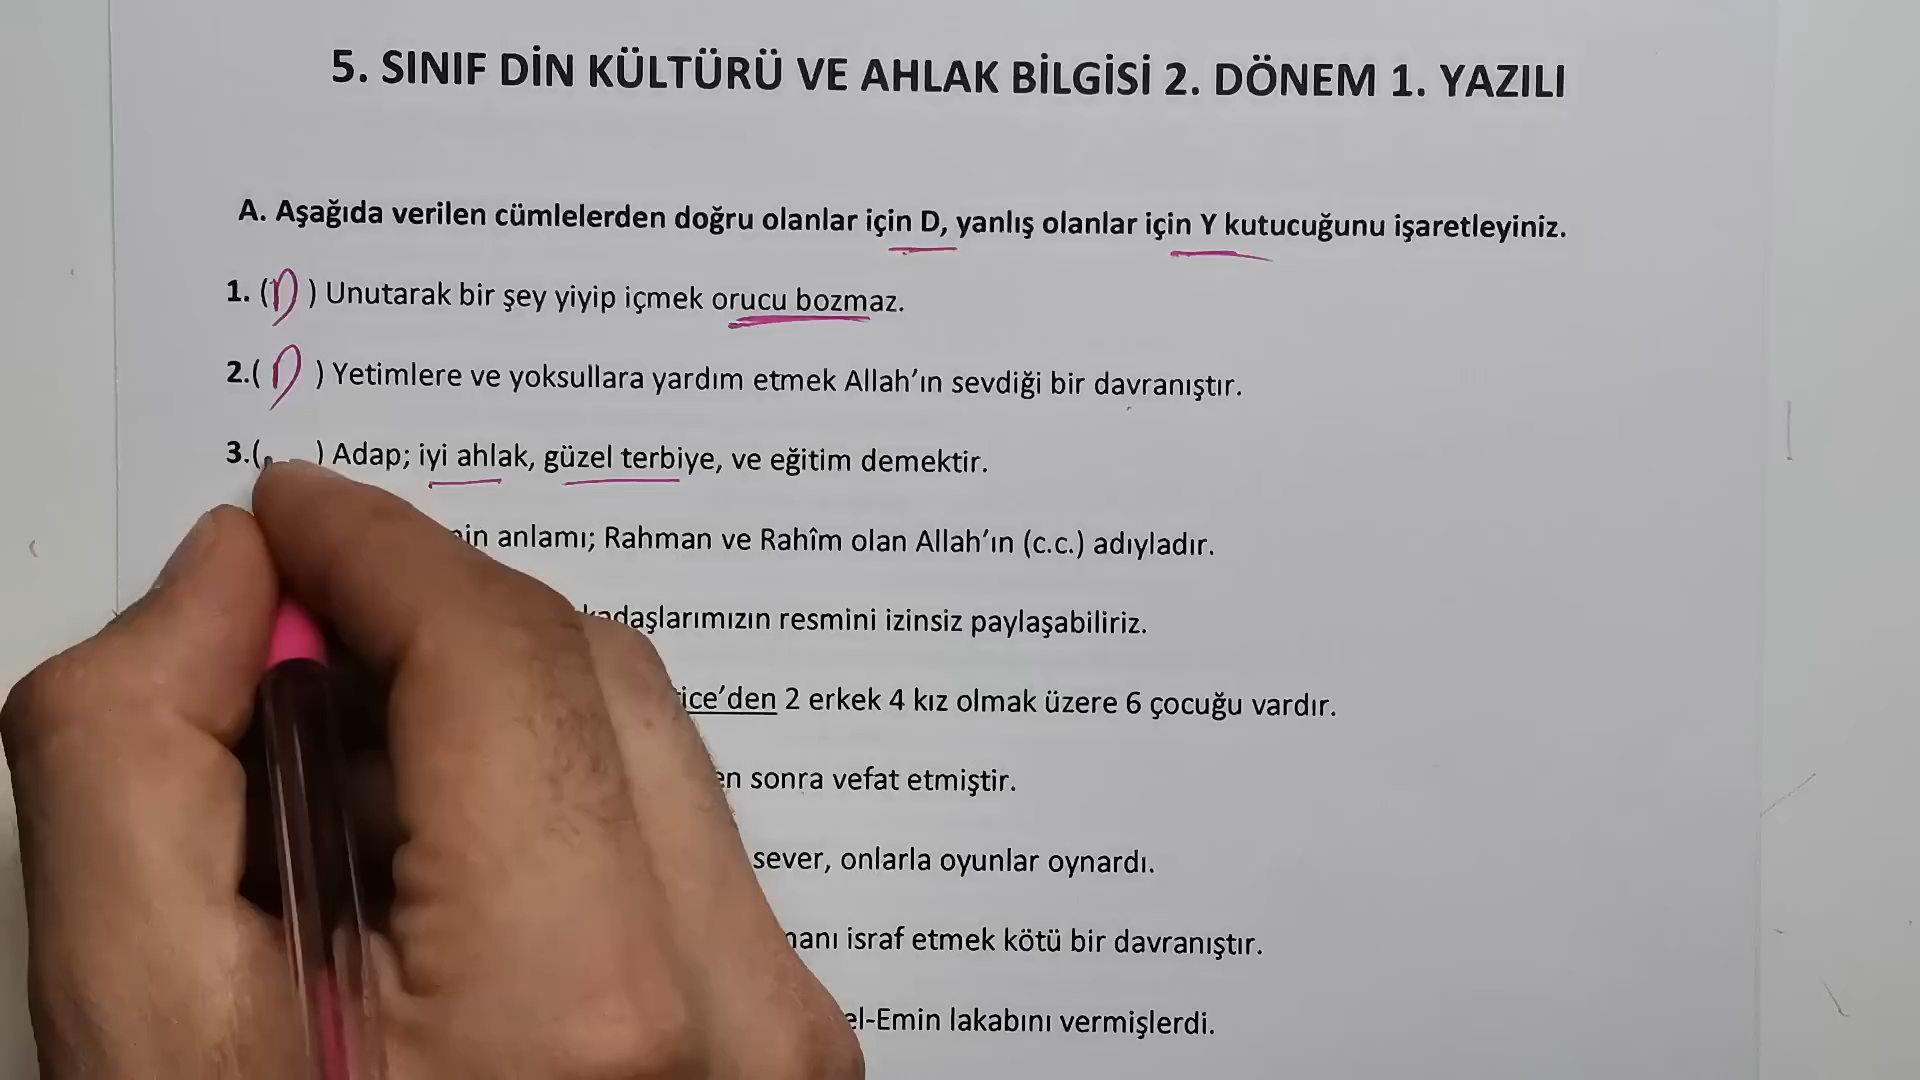 5. SINIF DİN KÜLTÜRÜ VE AHLAK BİLGİSİ 2. DÖNEM 1. YAZILI
A. Aşağıda verilen cümlelerden doğru olanlar için D, yanlış olanlar için Y kutucuğunu işaretleyiniz.
1. (D) Unutarak bir şey yiyip içmek orucu bozmaz.
2.( D ) Yetimlere ve yoksullara yardım etmek Allah’ın sevdiği bir davranıştır.
3.( ) Adap; iyi ahlak, güzel terbiye, ve eğitim demektir.
anlamı; Rahman ve Rahîm olan Allah’ın (c.c.) adıyladır.
resmini izinsiz paylaşabiliriz.
2 erkek 4 kız olmak üzere 6 çocuğu vardır.
sonra vefat etmiştir.
sever, onlarla oyunlar oynardı.
israf etmek kötü bir davranıştır.
el-Emin lakabını vermişlerdi.